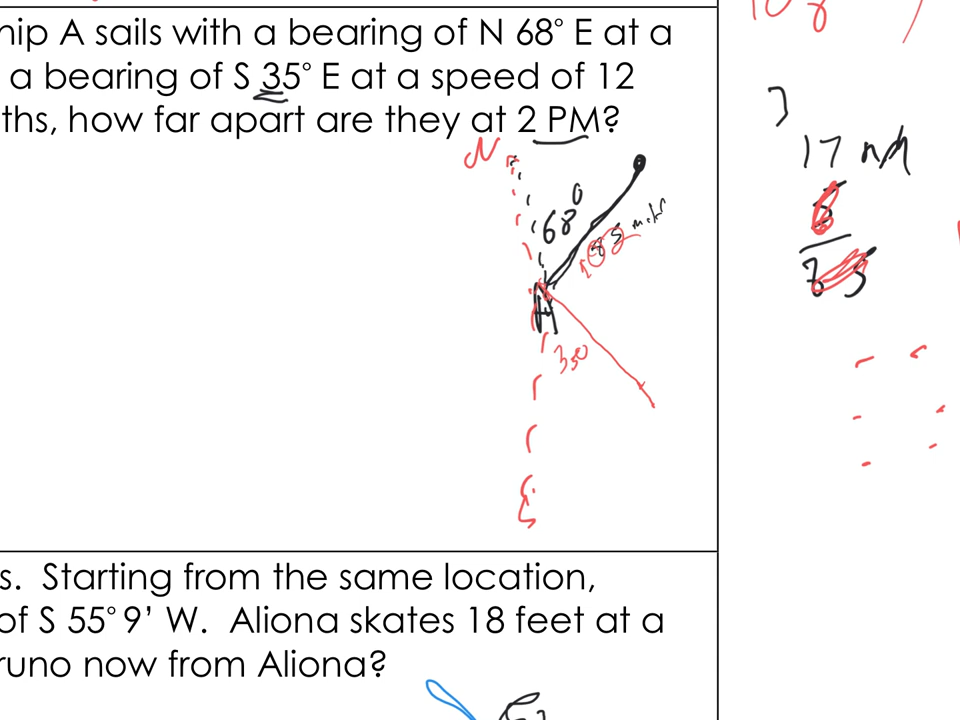 hip A sails with a bearing of N 68° E at a
a bearing of S 35° E at a speed of 12
ths, how far apart are they at 2 PM?
N
68°
A
35°
17
s. Starting from the same location,
of S 55° 9’ W. Aliona skates 18 feet at a
runo now from Aliona?